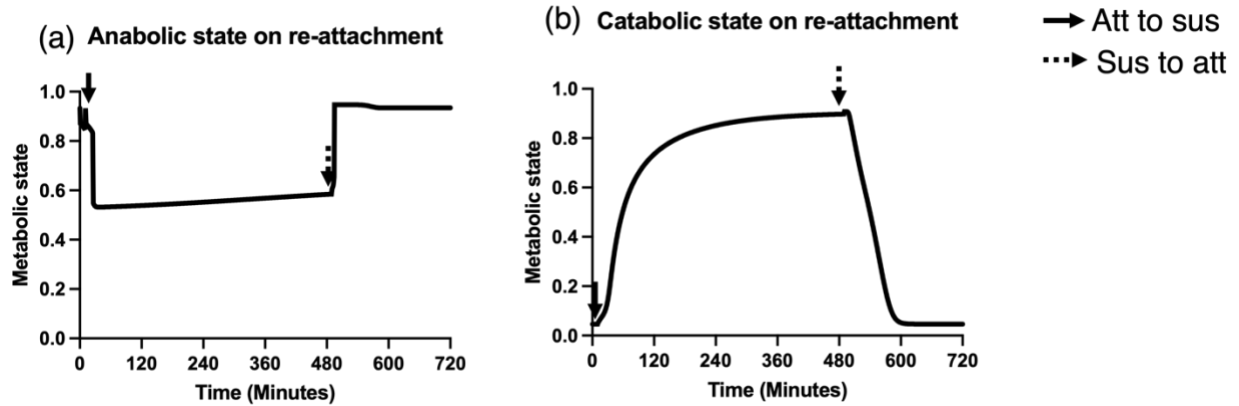 (a) Anabolic state on re-attachment
Metabolic state
1.0
0.8
0.6
0.4
0.2
0.0
0 120 240 360 480 600 720
Time (Minutes)
(b) Catabolic state on re-attachment
Metabolic state
1.0
0.8
0.6
0.4
0.2
0.0
0 120 240 360 480 600 720
Time (Minutes)
Att to sus
Sus to att